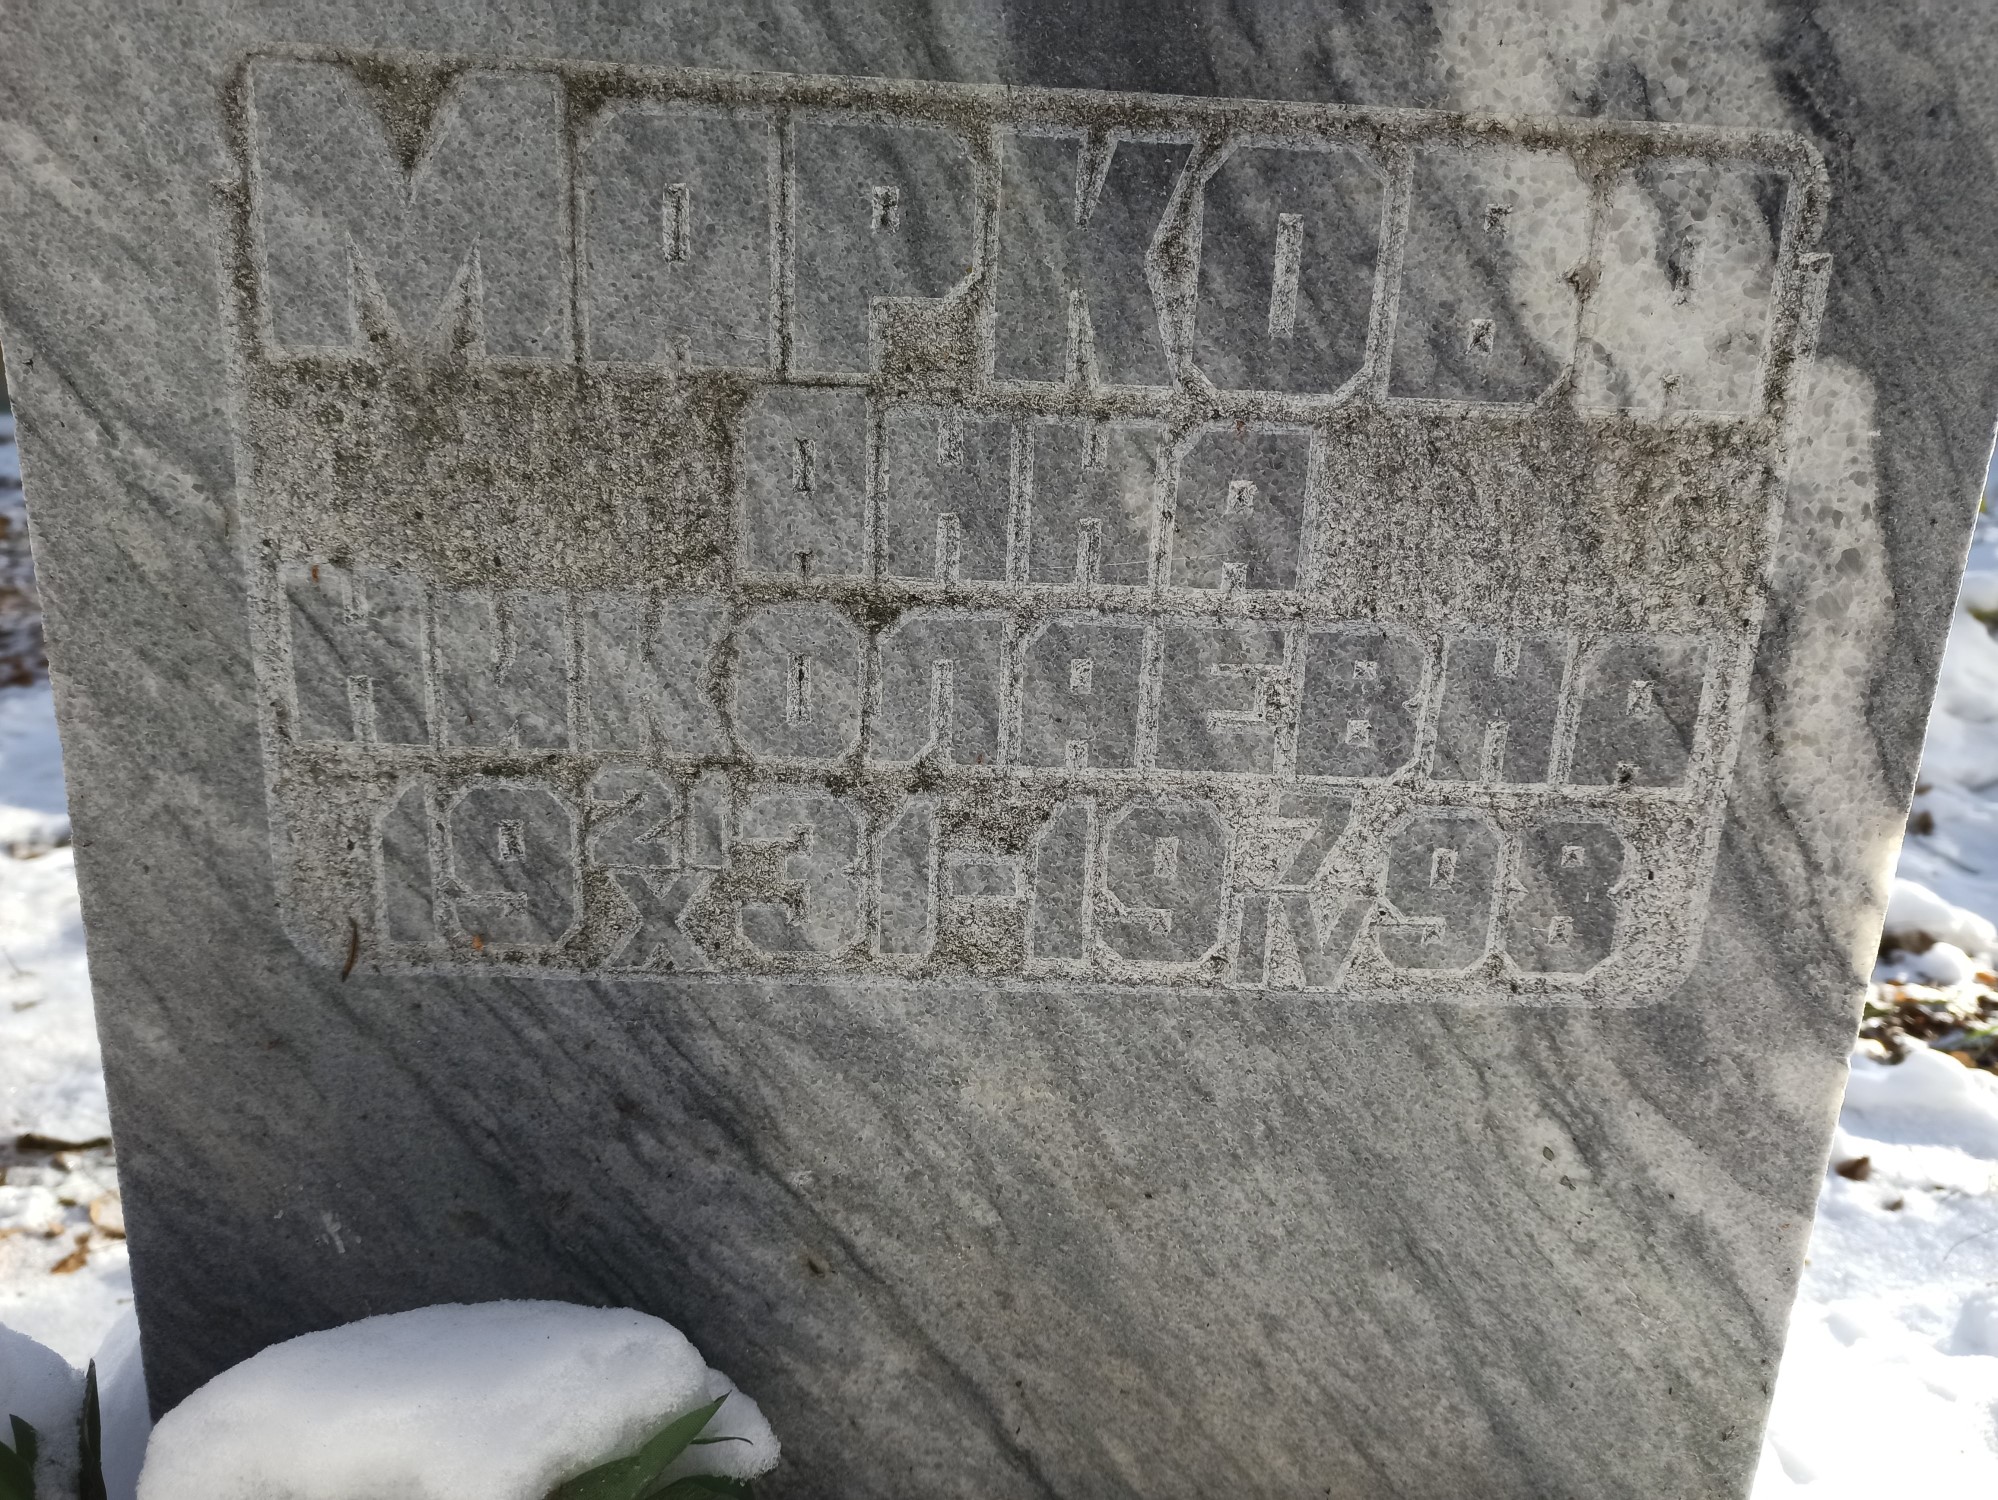 МАРКОВА
АННА
НИКОЛАЕВНА
19 21/X 31-19 7/IV 98